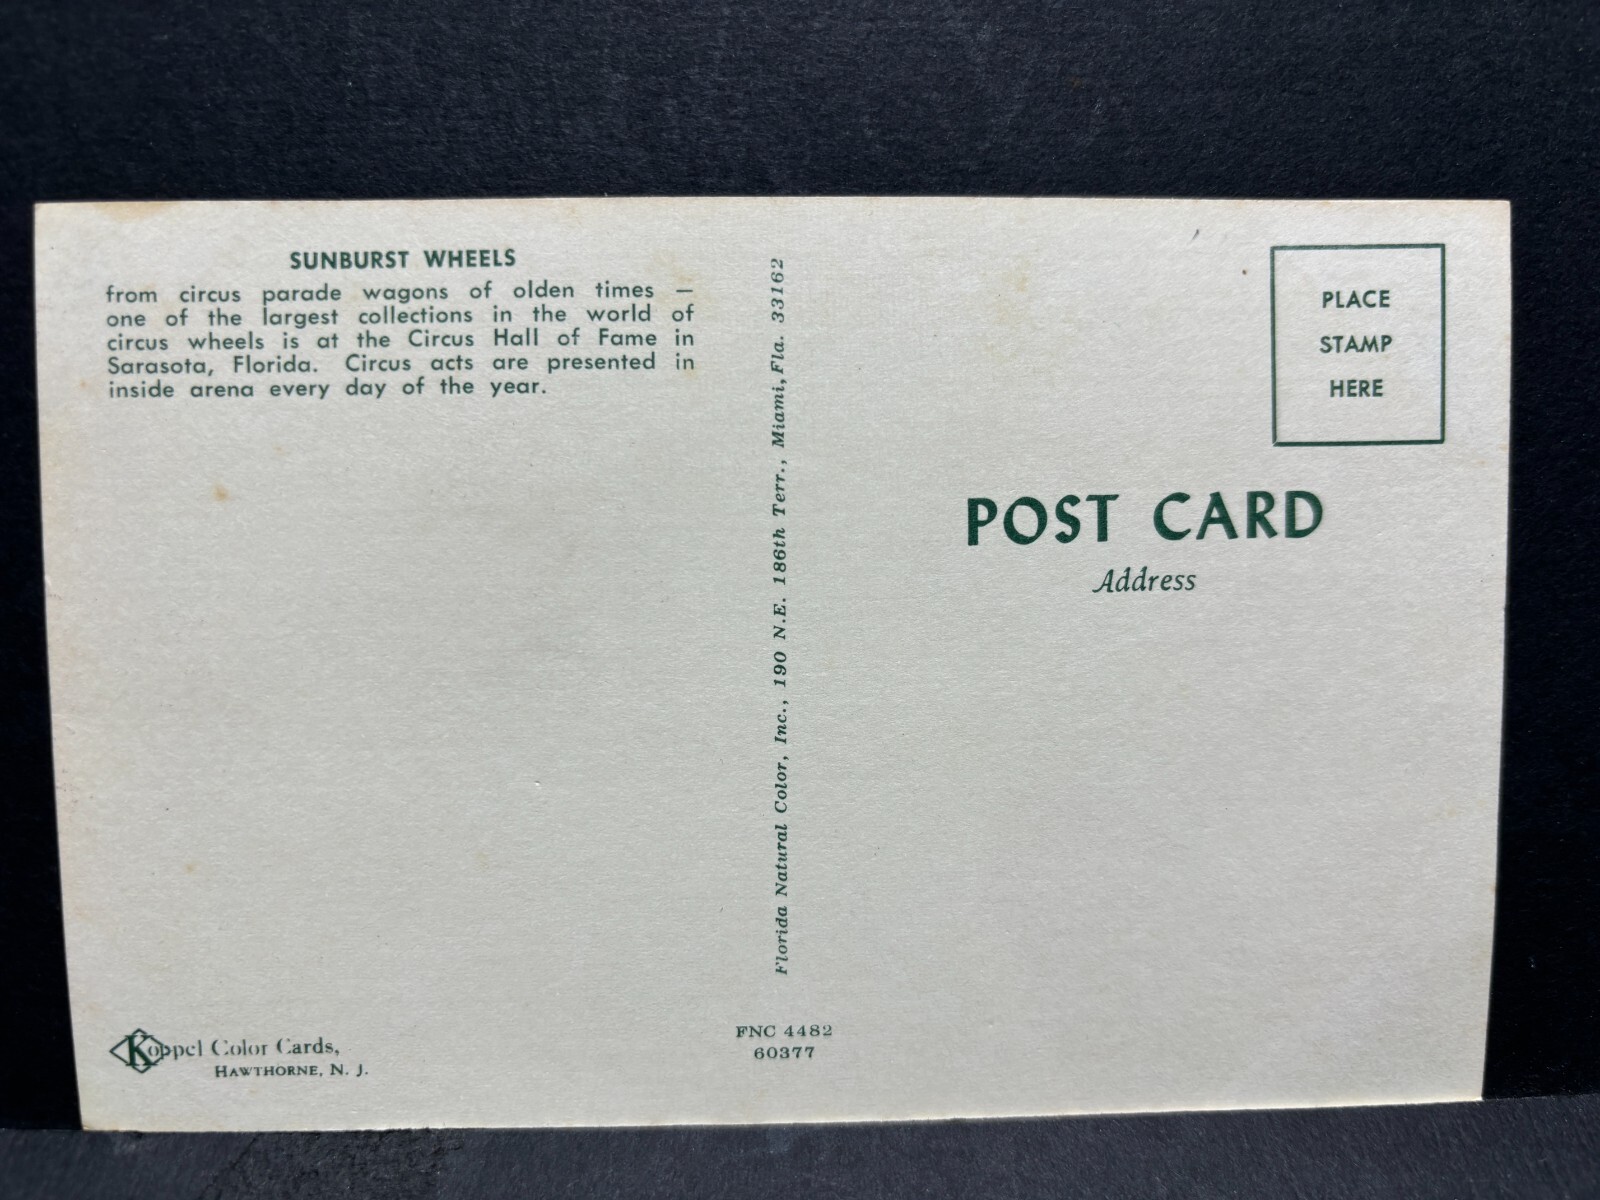 SUNBURST WHEELS
from circus parade wagons of olden times —
one of the largest collections in the world of
circus wheels is at the Circus Hall of Fame in
Sarasota, Florida. Circus acts are presented in
inside arena every day of the year.
Koppel Color Cards,
HAWTHORNE, N. J.
Florida Natural Color, Inc., 190 N.E. 186th Terr., Miami, Fla. 33162
FNC 4482
60377
PLACE
STAMP
HERE
POST CARD
Address